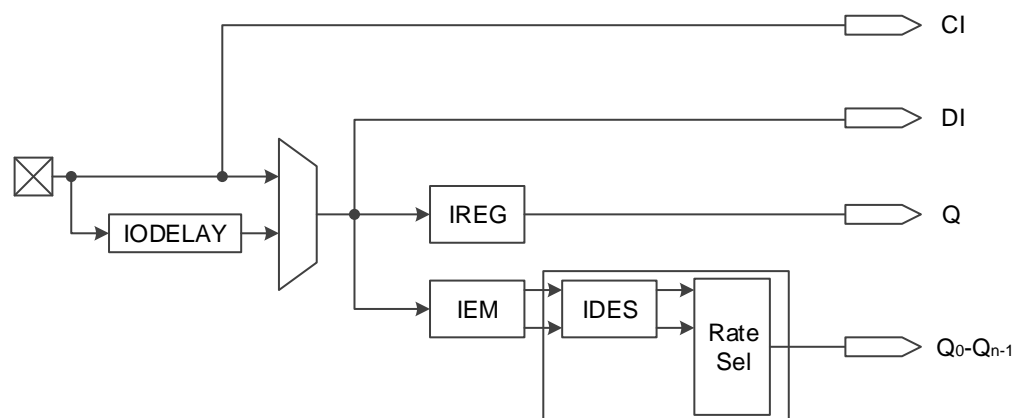 CI
DI
IODELAY
IREG
Q
IEM
IDES
Rate
Sel
Q0-Qn-1